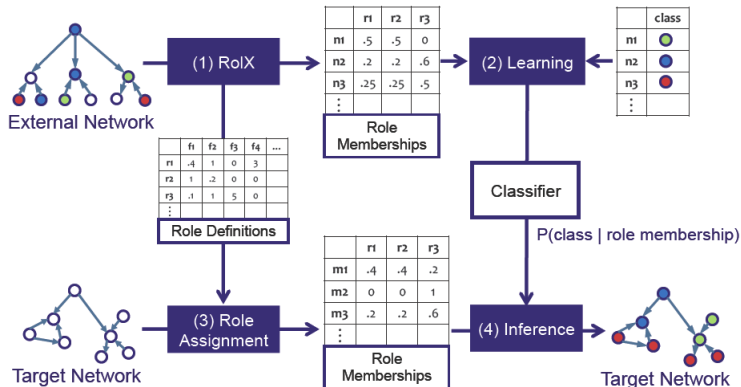 r1 r2 r3
n1 .5 .5 0
n2 .2 .2 .6
n3 .25 .25 .5
⋮
Role
Memberships
class
n1
n2
n3
⋮
(1) RolX
(2) Learning
External Network
f1 f2 f3 f4 ...
r1 .4 1 0 3
r2 1 .2 0 0
r3 .1 1 5 0
⋮
Role Definitions
Classifier
P(class | role membership)
r1 r2 r3
m1 .4 .4 .2
m2 0 0 1
m3 .2 .2 .6
⋮
Role
Memberships
(3) Role
Assignment
(4) Inference
Target Network
Target Network